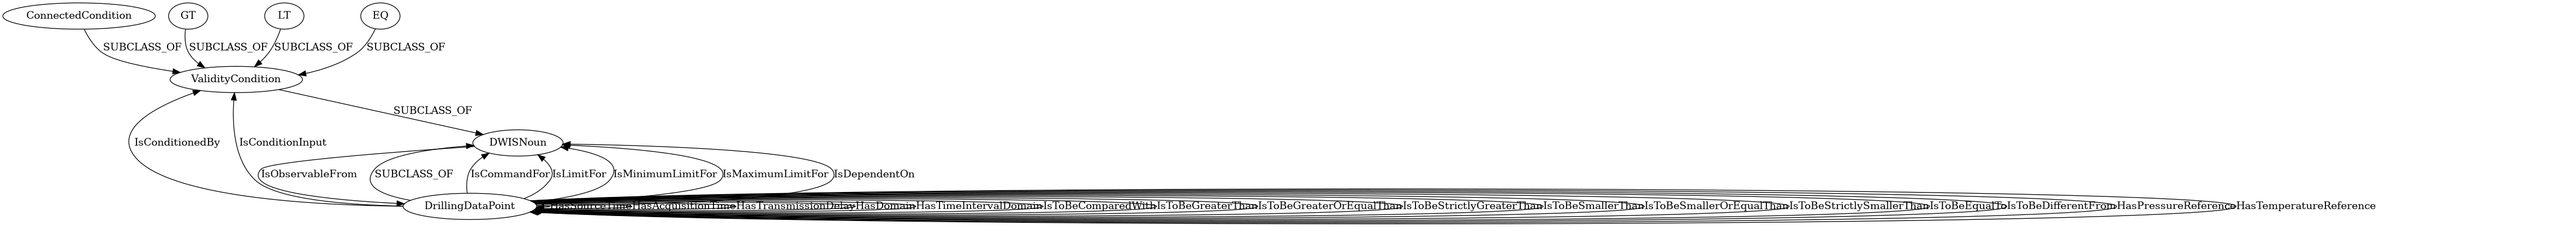 ConnectedCondition
GT
LT
EQ
SUBCLASS_OF
SUBCLASS_OF
SUBCLASS_OF
SUBCLASS_OF
ValidityCondition
SUBCLASS_OF
IsConditionedBy
IsConditionInput
DWISNoun
IsObservableFrom
SUBCLASS_OF
IsCommandFor
IsLimitFor
IsMinimumLimitFor
IsMaximumLimitFor
IsDependentOn
DrillingDataPoint
HasSourceTime
HasAcquisitionTime
HasTransmissionDelay
HasDomain
HasTimeIntervalDomain
IsToBeComparedWith
IsToBeGreaterThan
IsToBeGreaterOrEqualThan
IsToBeStrictlyGreaterThan
IsToBeSmallerThan
IsToBeSmallerOrEqualThan
IsToBeStrictlySmallerThan
IsToBeEqualTo
IsToBeDifferentFrom
HasPressureReference
HasTemperatureReference